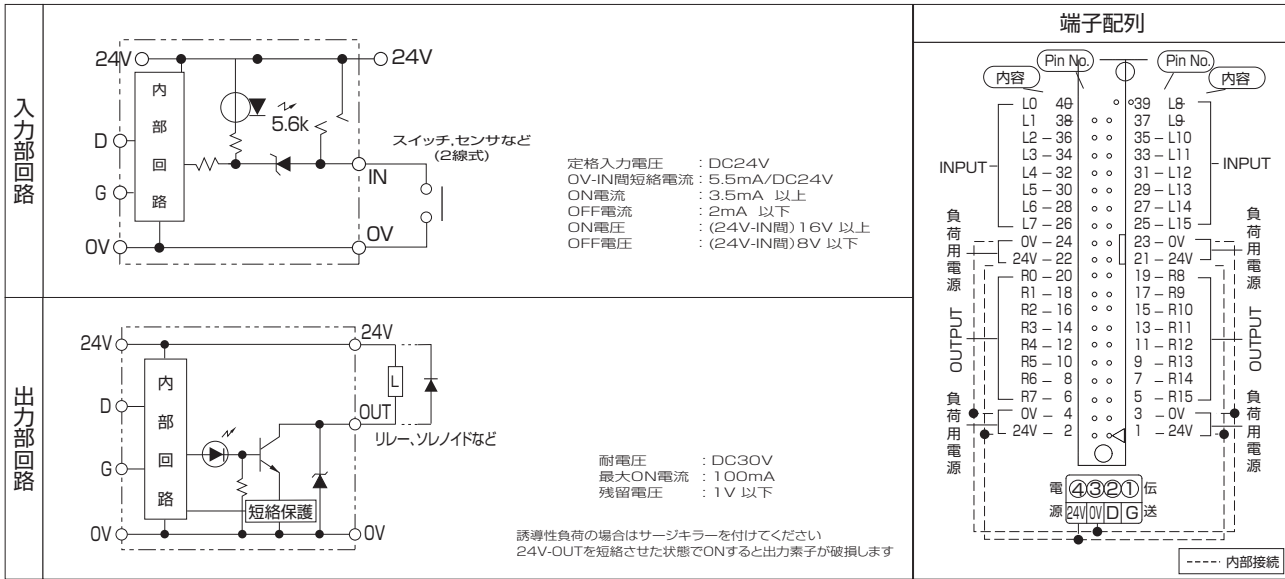 入力部回路
24V
24V
内部回路
5.6k
D
G
IN
0V
0V
スイッチ､センサなど
(2線式)
定格入力電圧 : DC24V
0V-IN間短絡電流 : 5.5mA/DC24V
ON電流 : 3.5mA 以上
OFF電流 : 2mA 以下
ON電圧 : (24V-IN間)16V 以上
OFF電圧 : (24V-IN間)8V 以下
出力部回路
24V
24V
内部回路
L
D
OUT
リレー､ソレノイドなど
G
短絡保護
0V
0V
耐電圧 : DC30V
最大ON電流 : 100mA
残留電圧 : 1V 以下
誘導性負荷の場合はサージキラーを付けてください
24V-OUTを短絡させた状態でONすると出力素子が破損します
端子配列
内容 Pin No. Pin No. 内容
L0 40 39 L8
L1 38 37 L9
L2 – 36 35 – L10
L3 – 34 33 – L11
L4 – 32 31 – L12
L5 – 30 29 – L13
L6 – 28 27 – L14
L7 – 26 25 – L15
INPUT INPUT
0V – 24 23 – 0V
24V – 22 21 – 24V
負荷用電源 負荷用電源
R0 – 20 19 – R8
R1 – 18 17 – R9
R2 – 16 15 – R10
R3 – 14 13 – R11
R4 – 12 11 – R12
R5 – 10 9 – R13
R6 – 8 7 – R14
R7 – 6 5 – R15
OUTPUT OUTPUT
0V – 4 3 – 0V
24V – 2 1 – 24V
負荷用電源 負荷用電源
電源 ④③②① 伝送
24V 0V D G
----- 内部接続